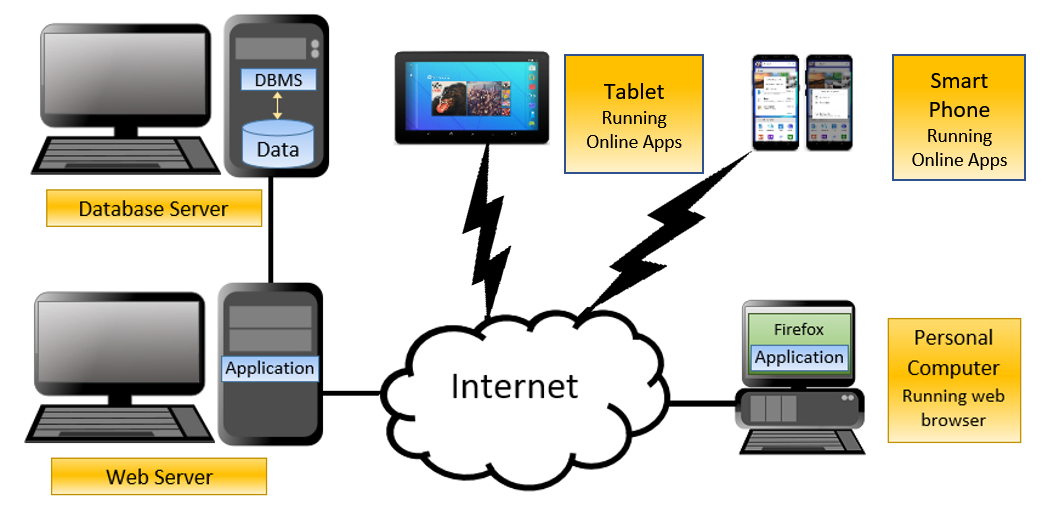 DBMS
Data
Database Server
Tablet
Running
Online Apps
Smart
Phone
Running
Online Apps
Application
Web Server
Internet
Firefox
Application
Personal
Computer
Running web
browser